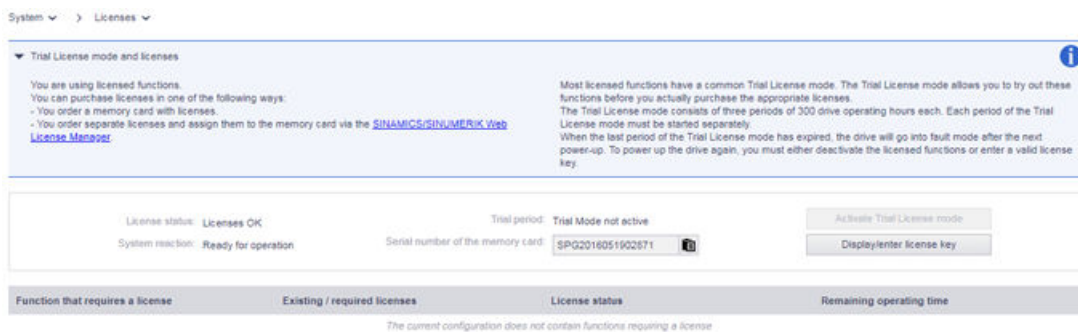 System > Licenses
Trial License mode and licenses
You are using licensed functions.
You can purchase licenses in one of the following ways:
- You order a memory card with licenses.
- You order separate licenses and assign them to the memory card via the SINAMICS/SINUMERIK Web
License Manager.
Most licensed functions have a common Trial License mode. The Trial License mode allows you to try out these
functions before you actually purchase the appropriate licenses.
The Trial License mode consists of three periods of 300 drive operating hours each. Each period of the Trial
License mode must be started separately.
When the last period of the Trial License mode has expired, the drive will go into fault mode after the next
power-up. To power up the drive again, you must either deactivate the licensed functions or enter a valid license
key.
License status: Licenses OK
Trial period: Trial Mode not active
Activate Trial License mode
System reaction: Ready for operation
Serial number of the memory card: SPG2016051902871
Display/enter license key
Function that requires a license Existing / required licenses License status Remaining operating time
The current configuration does not contain functions requiring a license